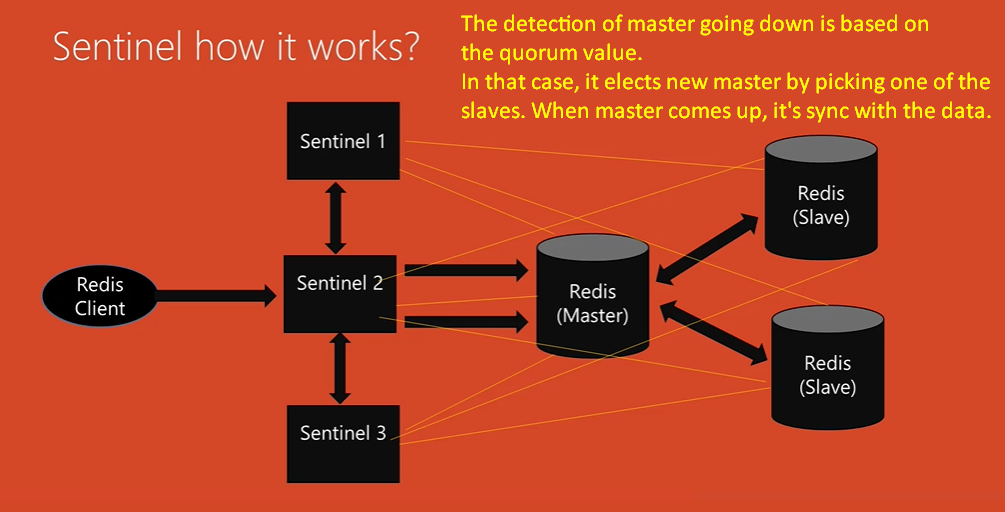 Sentinel how it works?
The detection of master going down is based on
the quorum value.
In that case, it elects new master by picking one of the
slaves. When master comes up, it's sync with the data.
Sentinel 1
Redis
(Slave)
Redis
Client
Sentinel 2
Redis
(Master)
Redis
(Slave)
Sentinel 3